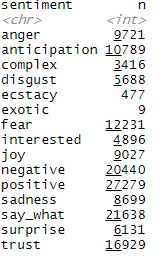 sentiment n
<chr> <int>
anger 9721
anticipation 10789
complex 3416
disgust 5688
ecstacy 477
exotic 9
fear 12231
interested 4896
joy 9027
negative 20440
positive 27279
sadness 8699
say_what 21638
surprise 6131
trust 16929